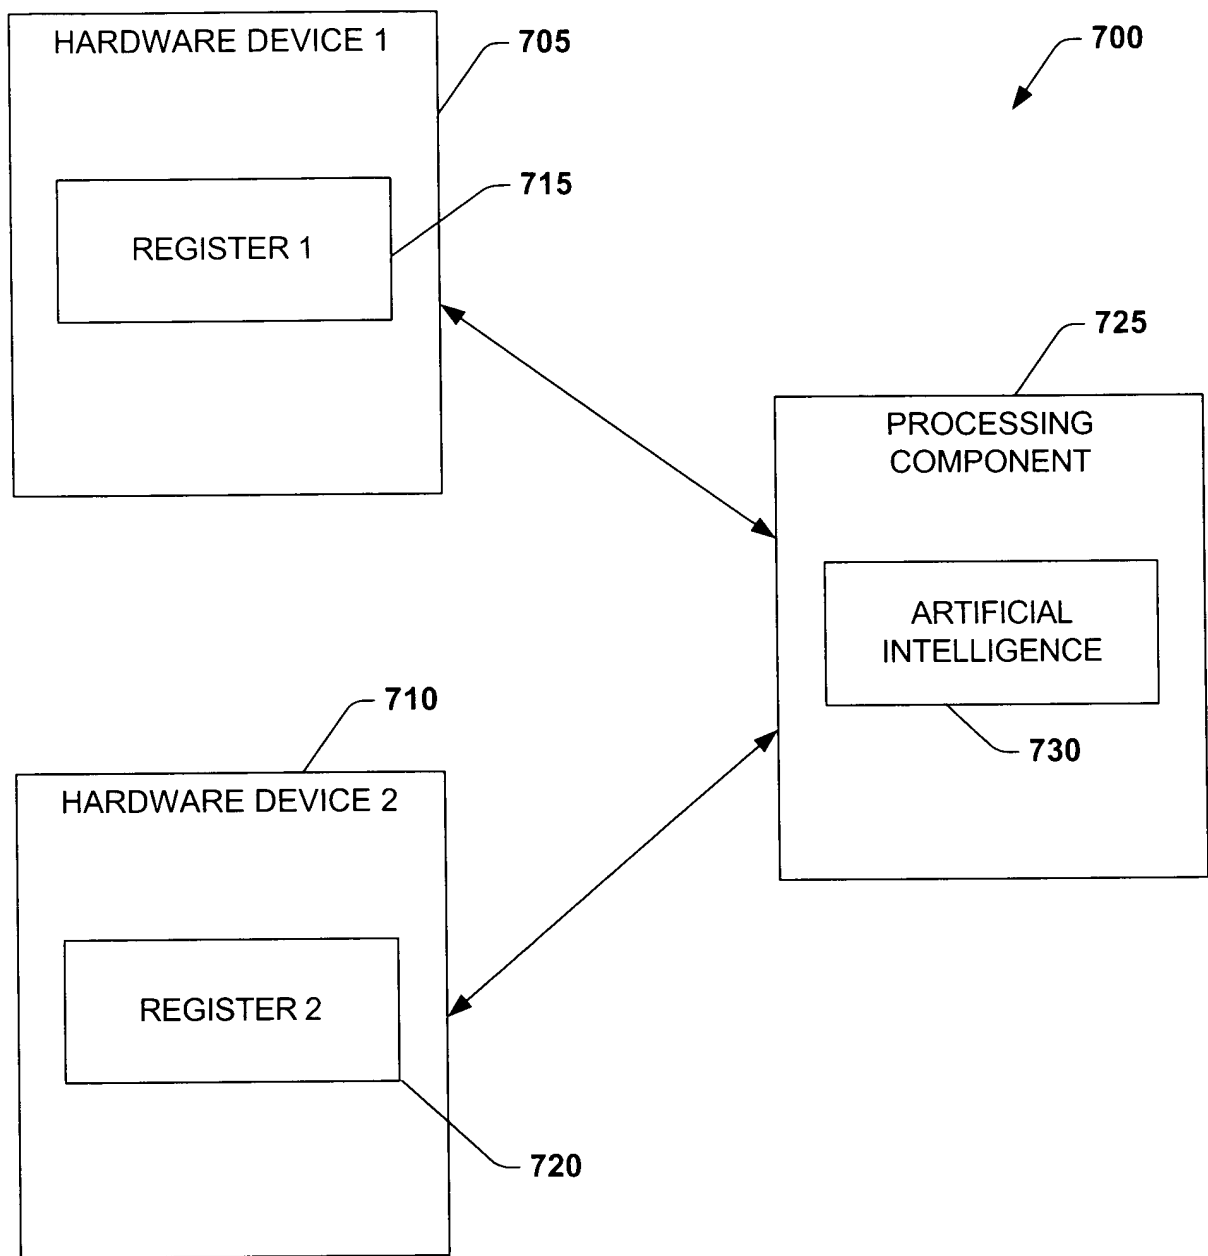 HARDWARE DEVICE 1
705
700
REGISTER 1
715
725
PROCESSING
COMPONENT
ARTIFICIAL
INTELLIGENCE
730
710
HARDWARE DEVICE 2
REGISTER 2
720